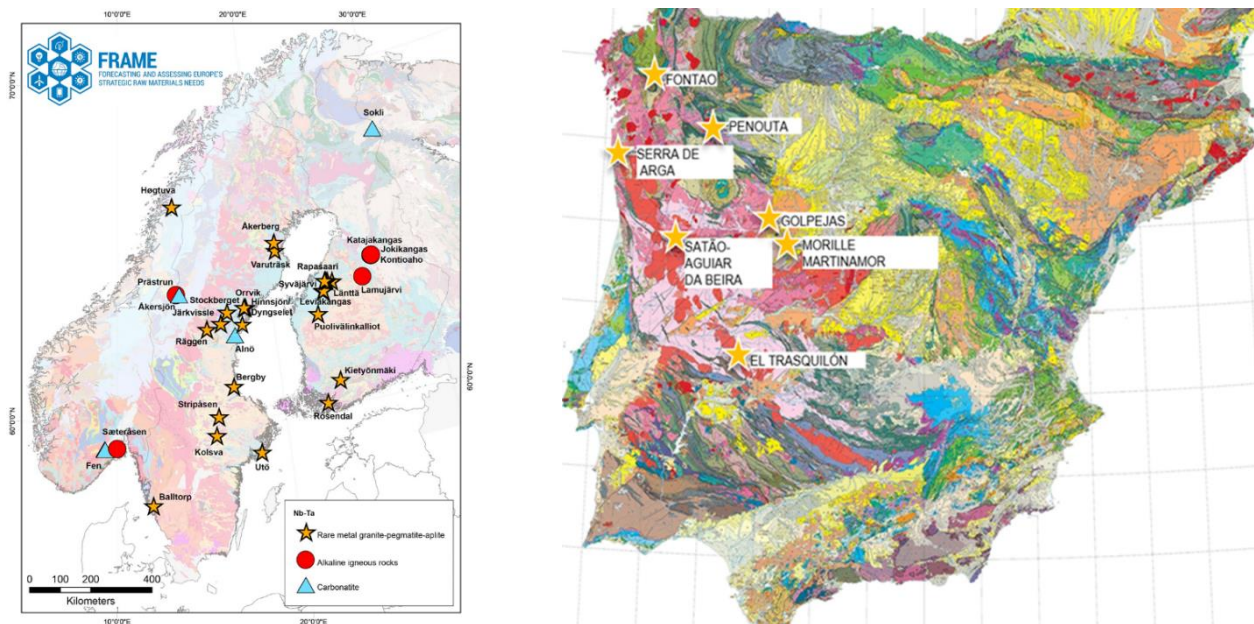 10°0'0"E
20°0'0"E
30°0'0"E
FRAME
FORECASTING AND ASSESSING EUROPE'S
STRATEGIC RAW MATERIALS NEEDS
70°0'0"N
Sokli
Høgtuva
Åkerberg
Varuträsk
Katajakangas
Jokikangas
Kontioaho
Rapasaari
Syväjärvi
Länttä
Lamujärvi
Leviäkangas
Puolivälinkalliot
Prästrun
Åkersjön
Stockberget
Orrvik
Hinnsjön/
Dyngselet
Järkvissle
Räggen
Alnö
Bergby
Kietyönmäki
Rosendal
60°0'0"N
60°0'0"N
Stripåsen
Sæteråsen
Kolsva
Fen
Utö
Balltorp
Nb-Ta
Rare metal granite-pegmatite-aplite
Alkaline igneous rocks
Carbonatite
0 100 200 400
Kilometers
10°0'0"E
20°0'0"E
FONTAO
PENOUTA
SERRA DE
ARGA
GOLPEJAS
SATÃO-
AGUIAR
DA BEIRA
MORILLE
MARTINAMOR
EL TRASQUILÓN